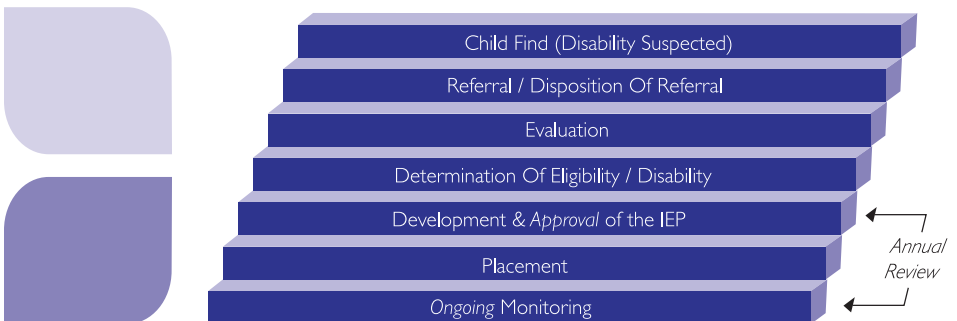 Child Find (Disability Suspected)
Referral / Disposition Of Referral
Evaluation
Determination Of Eligibility / Disability
Development & Approval of the IEP
Placement
Ongoing Monitoring
Annual
Review